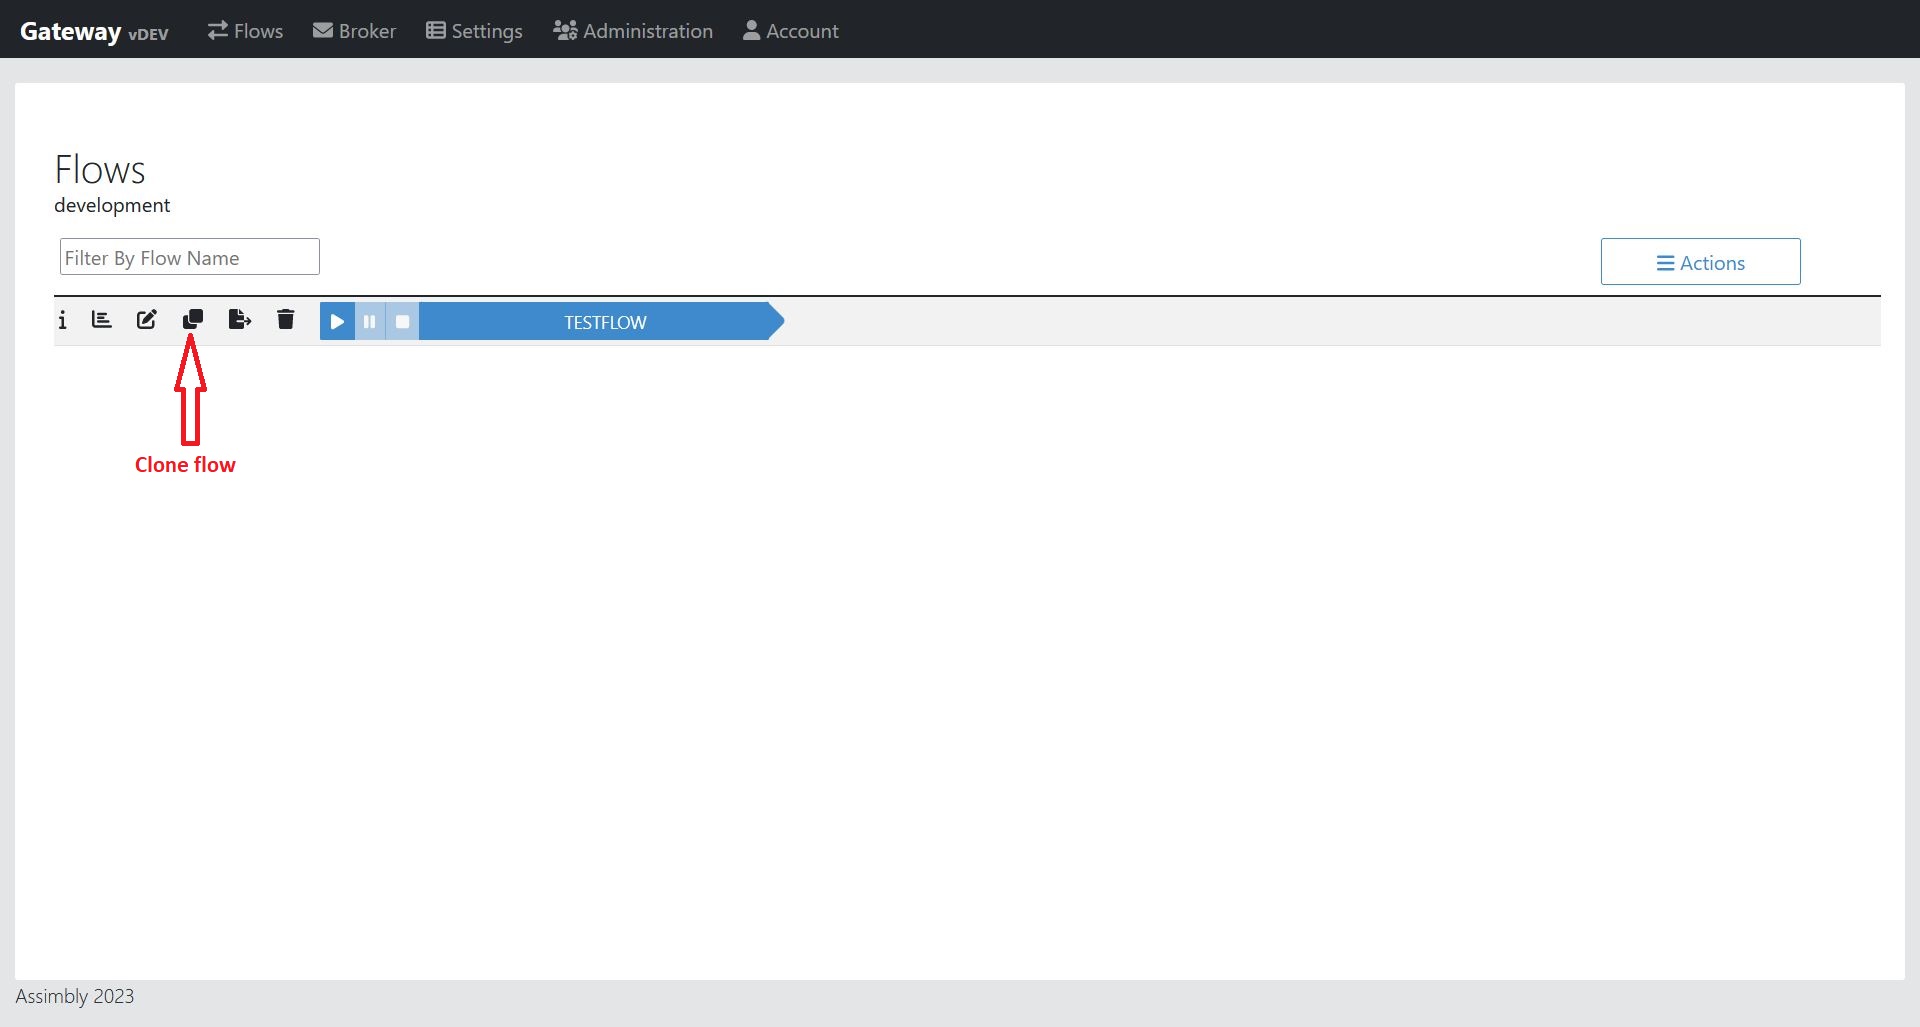 Gateway vDEV Flows Broker Settings Administration Account
Flows
development
Filter By Flow Name
Actions
TESTFLOW
Clone flow
Assimbly 2023